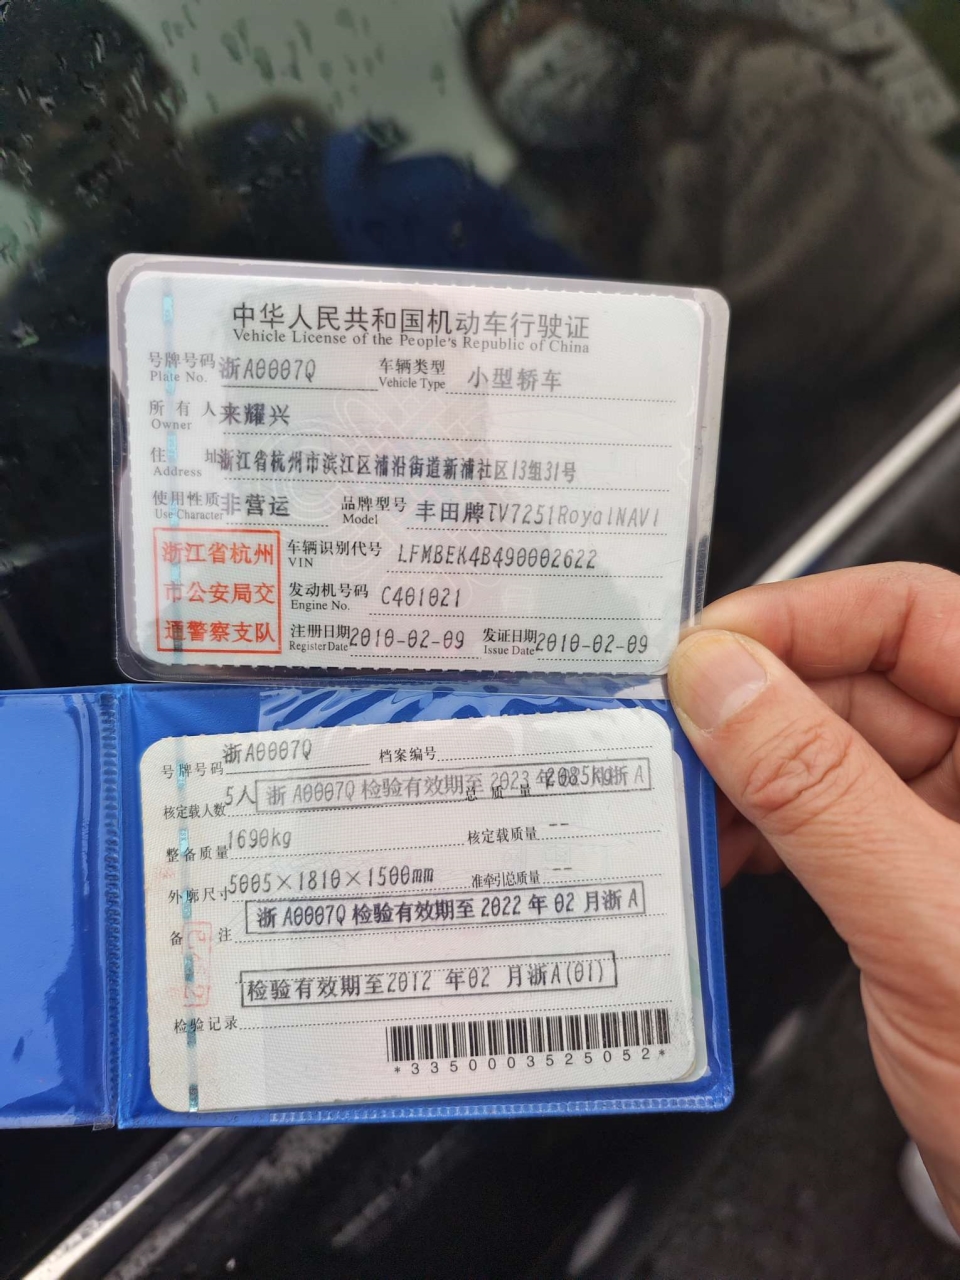 中华人民共和国机动车行驶证
Vehicle License of the People's Republic of China
号牌号码 浙A0007Q 车辆类型 小型轿车
Plate No. Vehicle Type
所有人 来耀兴
Owner
住址 浙江省杭州市滨江区浦沿街道新浦社区13组31号
Address
使用性质 非营运 品牌型号 丰田牌TV7251RoyalNAVI
Use Character Model
浙江省杭州
市公安局交
通警察支队
车辆识别代号 LFMBEK4B490002622
VIN
发动机号码 C401021
Engine No.
注册日期 2010-02-09 发证日期 2010-02-09
Register Date Issue Date
号牌号码 浙A0007Q 档案编号
核定载人数 5人 总质量 2085kg
浙A0007Q检验有效期至2023年 浙A
整备质量 1690kg 核定载质量 --
外廓尺寸 5005×1810×1500mm 准牵引总质量 --
浙A0007Q检验有效期至2022年02月浙A
备注
检验有效期至2012年02月浙A(01)
检验记录
*3350003525052*